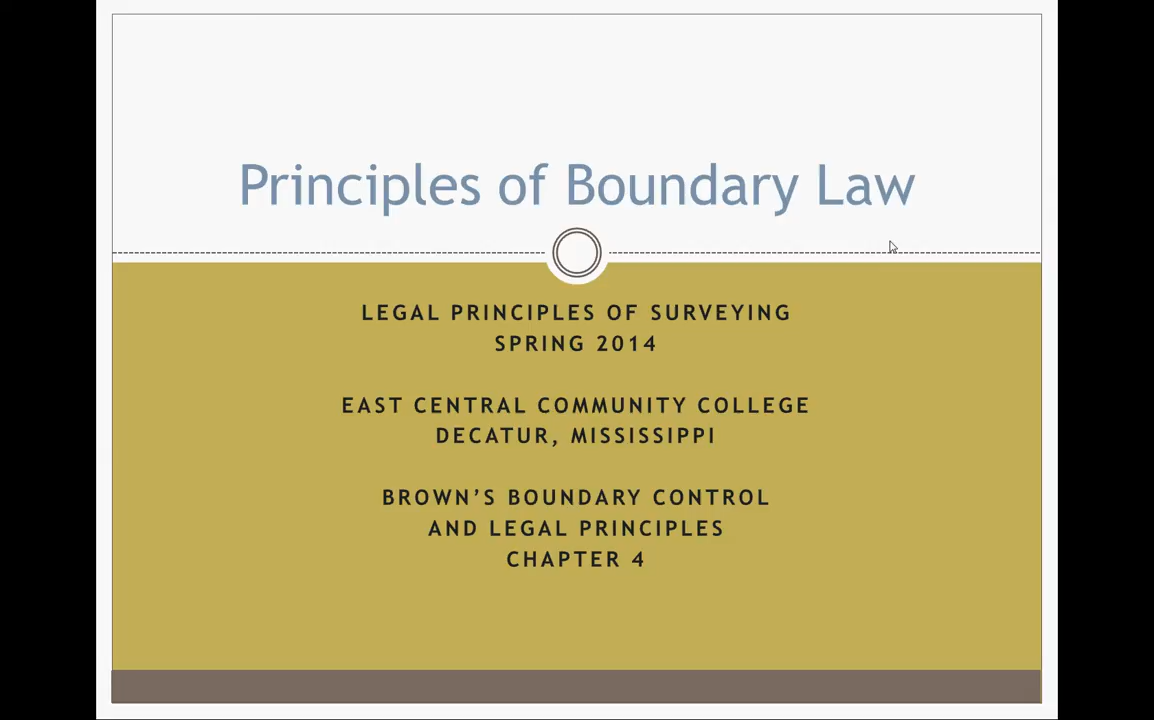 Principles of Boundary Law
LEGAL PRINCIPLES OF SURVEYING
SPRING 2014
EAST CENTRAL COMMUNITY COLLEGE
DECATUR, MISSISSIPPI
BROWN’S BOUNDARY CONTROL
AND LEGAL PRINCIPLES
CHAPTER 4